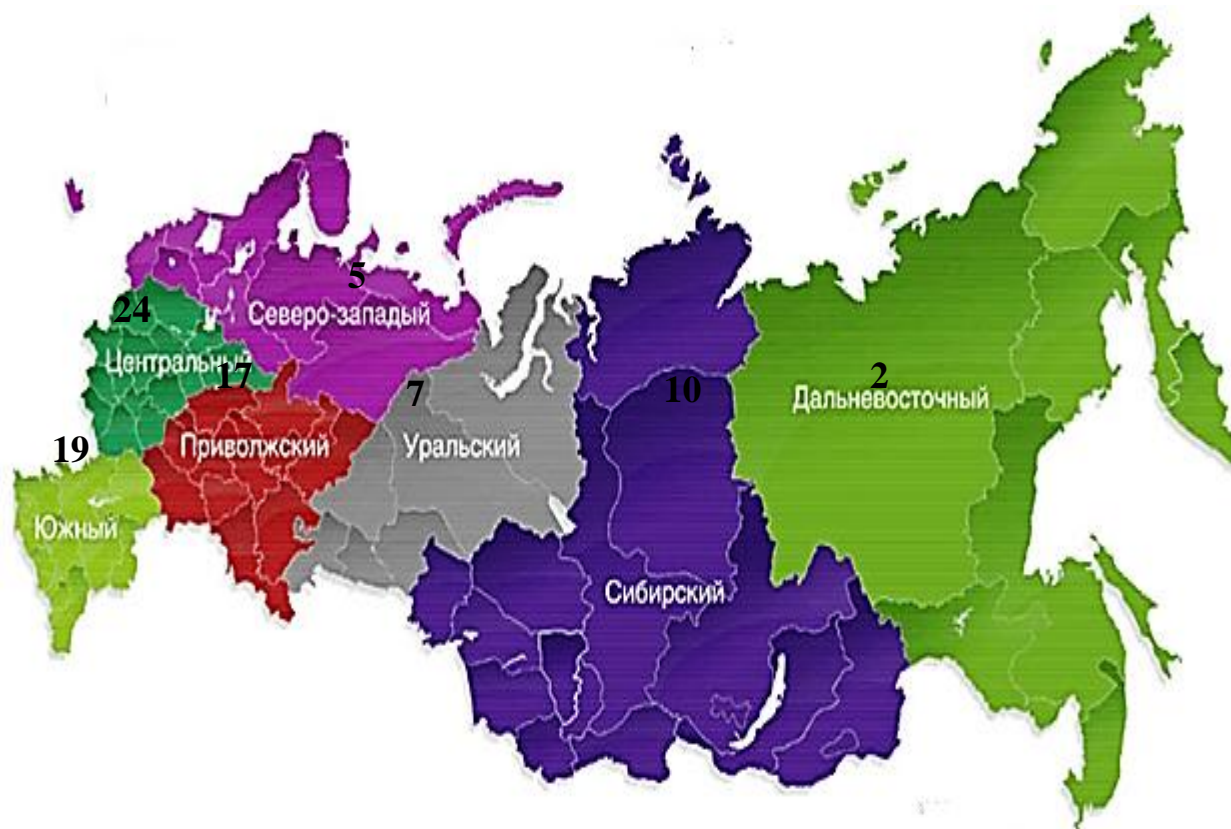 5
24
Северо-западый
Центральный
17
7
10
2
Дальневосточный
19
Приволжский
Уральский
Южный
Сибирский